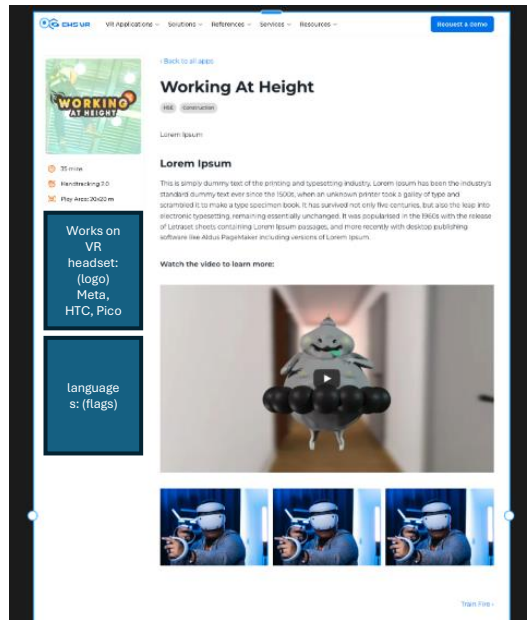 EHS VR
VR Applications
Solutions
References
Services
Resources
Request a demo
‹ Back to all apps
WORKING
AT HEIGHT
Working At Height
HSE
Construction
Lorem Ipsum
35 mins
Handtracking 2.0
Play Area: 20x20 m
Lorem Ipsum
This is simply dummy text of the printing and typesetting industry. Lorem Ipsum has been the industry's
standard dummy text ever since the 1500s, when an unknown printer took a galley of type and
scrambled it to make a type specimen book. It has survived not only five centuries, but also the leap into
electronic typesetting, remaining essentially unchanged. It was popularised in the 1960s with the release
of Letraset sheets containing Lorem Ipsum passages, and more recently with desktop publishing
software like Aldus PageMaker including versions of Lorem Ipsum.
Works on
VR
headset:
(logo)
Meta,
HTC, Pico
Watch the video to learn more:
language
s: (flags)
Train Fire ›